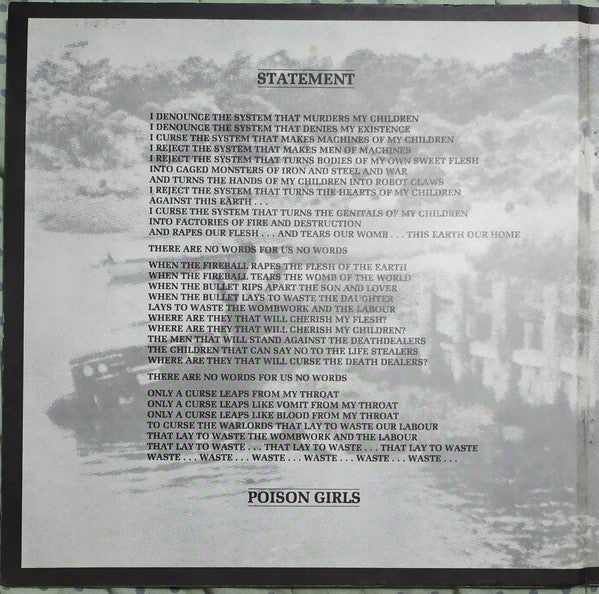 STATEMENT
I DENOUNCE THE SYSTEM THAT MURDERS MY CHILDREN
I DENOUNCE THE SYSTEM THAT DENIES MY EXISTENCE
I CURSE THE SYSTEM THAT MAKES MACHINES OF MY CHILDREN
I REJECT THE SYSTEM THAT MAKES MEN OF MACHINES
I REJECT THE SYSTEM THAT TURNS BODIES OF MY OWN SWEET FLESH
INTO CAGED MONSTERS OF IRON AND STEEL AND WAR
AND TURNS THE HANDS OF MY CHILDREN INTO ROBOT CLAWS
I REJECT THE SYSTEM THAT TURNS THE HEARTS OF MY CHILDREN
AGAINST THIS EARTH . . .
I CURSE THE SYSTEM THAT TURNS THE GENITALS OF MY CHILDREN
INTO FACTORIES OF FIRE AND DESTRUCTION
AND RAPES OUR FLESH . . . AND TEARS OUR WOMB . . . THIS EARTH OUR HOME
THERE ARE NO WORDS FOR US NO WORDS
WHEN THE FIREBALL RAPES THE FLESH OF THE EARTH
WHEN THE FIREBALL TEARS THE WOMB OF THE WORLD
WHEN THE BULLET RIPS APART THE SON AND LOVER
WHEN THE BULLET LAYS TO WASTE THE DAUGHTER
LAYS TO WASTE THE WOMBWORK AND THE LABOUR
WHERE ARE THEY THAT WILL CHERISH MY FLESH?
WHERE ARE THEY THAT WILL CHERISH MY CHILDREN?
THE MEN THAT WILL STAND AGAINST THE DEATHDEALERS
THE CHILDREN THAT CAN SAY NO TO THE LIFE STEALERS
WHERE ARE THEY THAT WILL CURSE THE DEATH DEALERS?
THERE ARE NO WORDS FOR US NO WORDS
ONLY A CURSE LEAPS FROM MY THROAT
ONLY A CURSE LEAPS LIKE VOMIT FROM MY THROAT
ONLY A CURSE LEAPS LIKE BLOOD FROM MY THROAT
TO CURSE THE WARLORDS THAT LAY TO WASTE OUR LABOUR
THAT LAY TO WASTE THE WOMBWORK AND THE LABOUR
THAT LAY TO WASTE . . . THAT LAY TO WASTE . . . THAT LAY TO WASTE
WASTE . . . WASTE . . . WASTE . . . WASTE . . . WASTE . . . WASTE . . .
POISON GIRLS